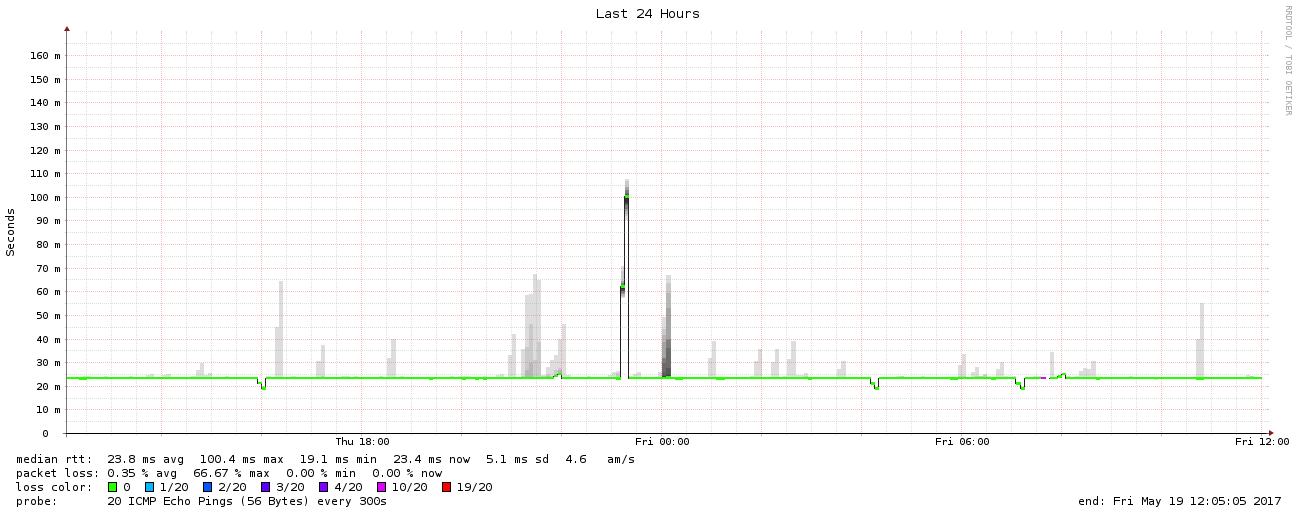 Last 24 Hours
RRDTOOL / TOBI OETIKER
Seconds
160 m
150 m
140 m
130 m
120 m
110 m
100 m
90 m
80 m
70 m
60 m
50 m
40 m
30 m
20 m
10 m
0
Thu 18:00 Fri 00:00 Fri 06:00 Fri 12:00
median rtt: 23.8 ms avg 100.4 ms max 19.1 ms min 23.4 ms now 5.1 ms sd 4.6 am/s
packet loss: 0.35 % avg 66.67 % max 0.00 % min 0.00 % now
loss color: 0 1/20 2/20 3/20 4/20 10/20 19/20
probe: 20 ICMP Echo Pings (56 Bytes) every 300s end: Fri May 19 12:05:05 2017